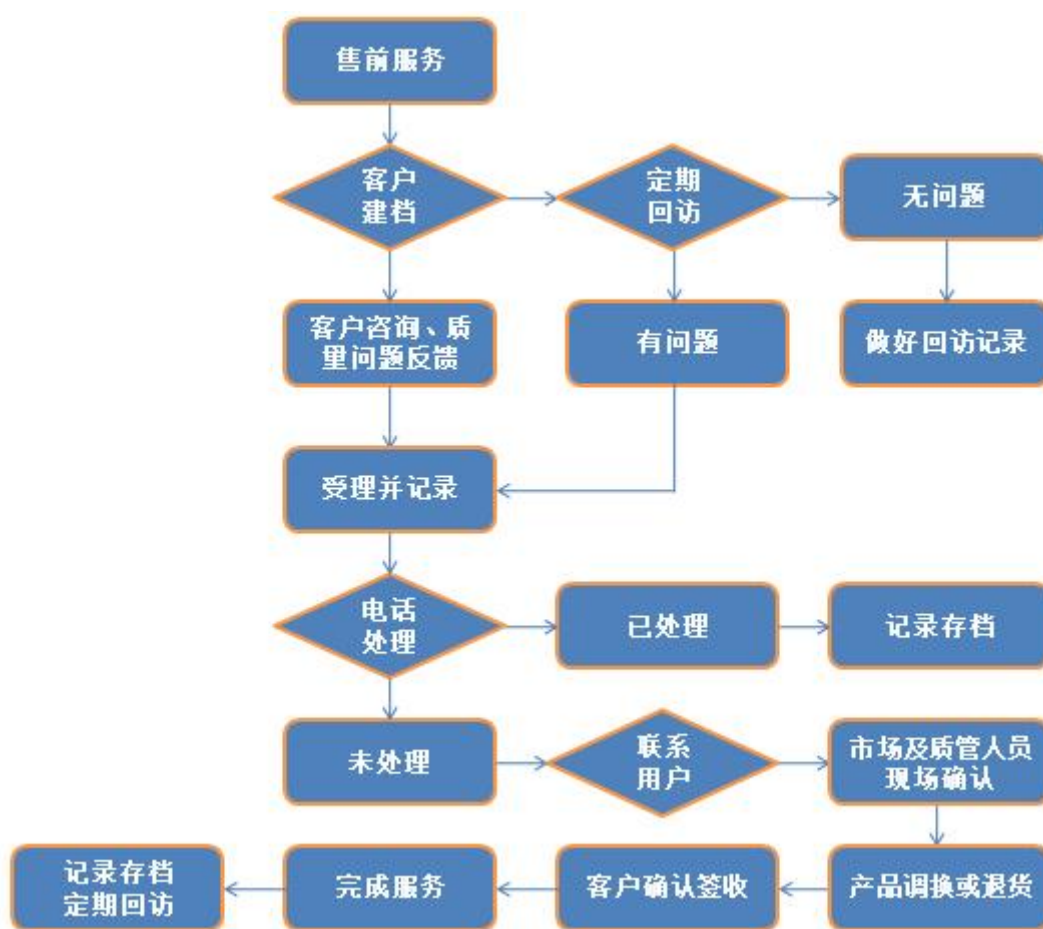 售前服务
客户
建档
定期
回访
无问题
客户咨询、质
量问题反馈
有问题
做好回访记录
受理并记录
电话
处理
已处理
记录存档
未处理
联系
用户
市场及质管人员
现场确认
记录存档
定期回访
完成服务
客户确认签收
产品调换或退货